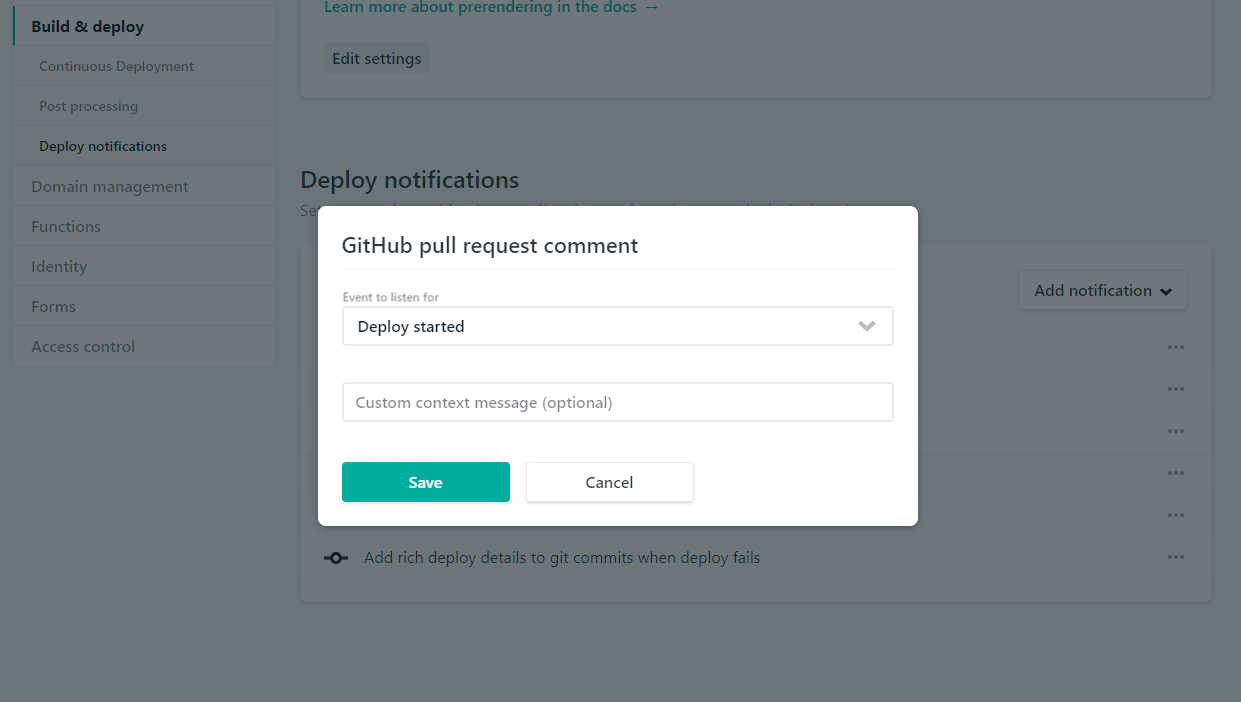 Learn more about prerendering in the docs →
Build & deploy
Continuous Deployment
Edit settings
Post processing
Deploy notifications
Domain management
Functions
Identity
Forms
Access control
Deploy notifications
GitHub pull request comment
Event to listen for
Deploy started
Custom context message (optional)
Save
Cancel
Add notification
Add rich deploy details to git commits when deploy fails